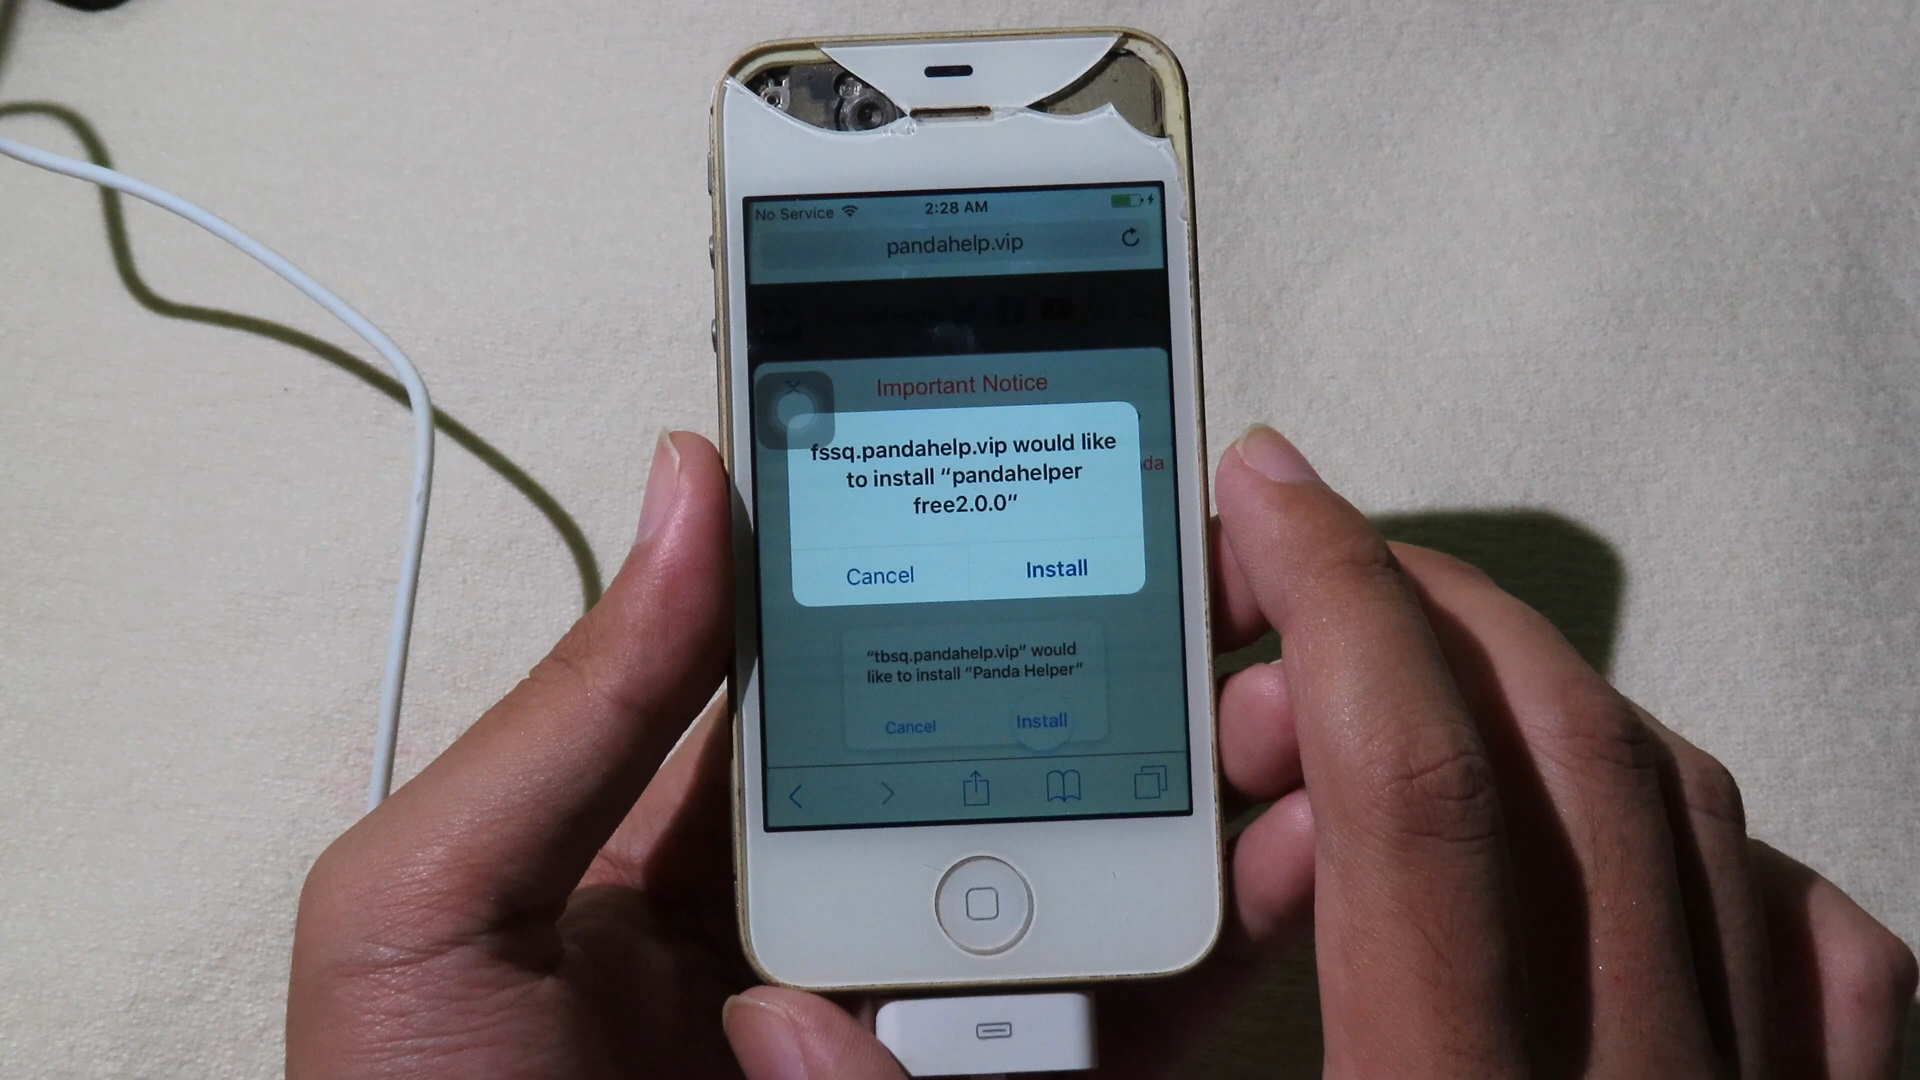 No Service 2:28 AM
pandahelp.vip
Important Notice
fssq.pandahelp.vip would like
to install “pandahelper
free2.0.0”
da
Cancel Install
“tbsq.pandahelp.vip” would
like to install “Panda Helper”
Cancel Install